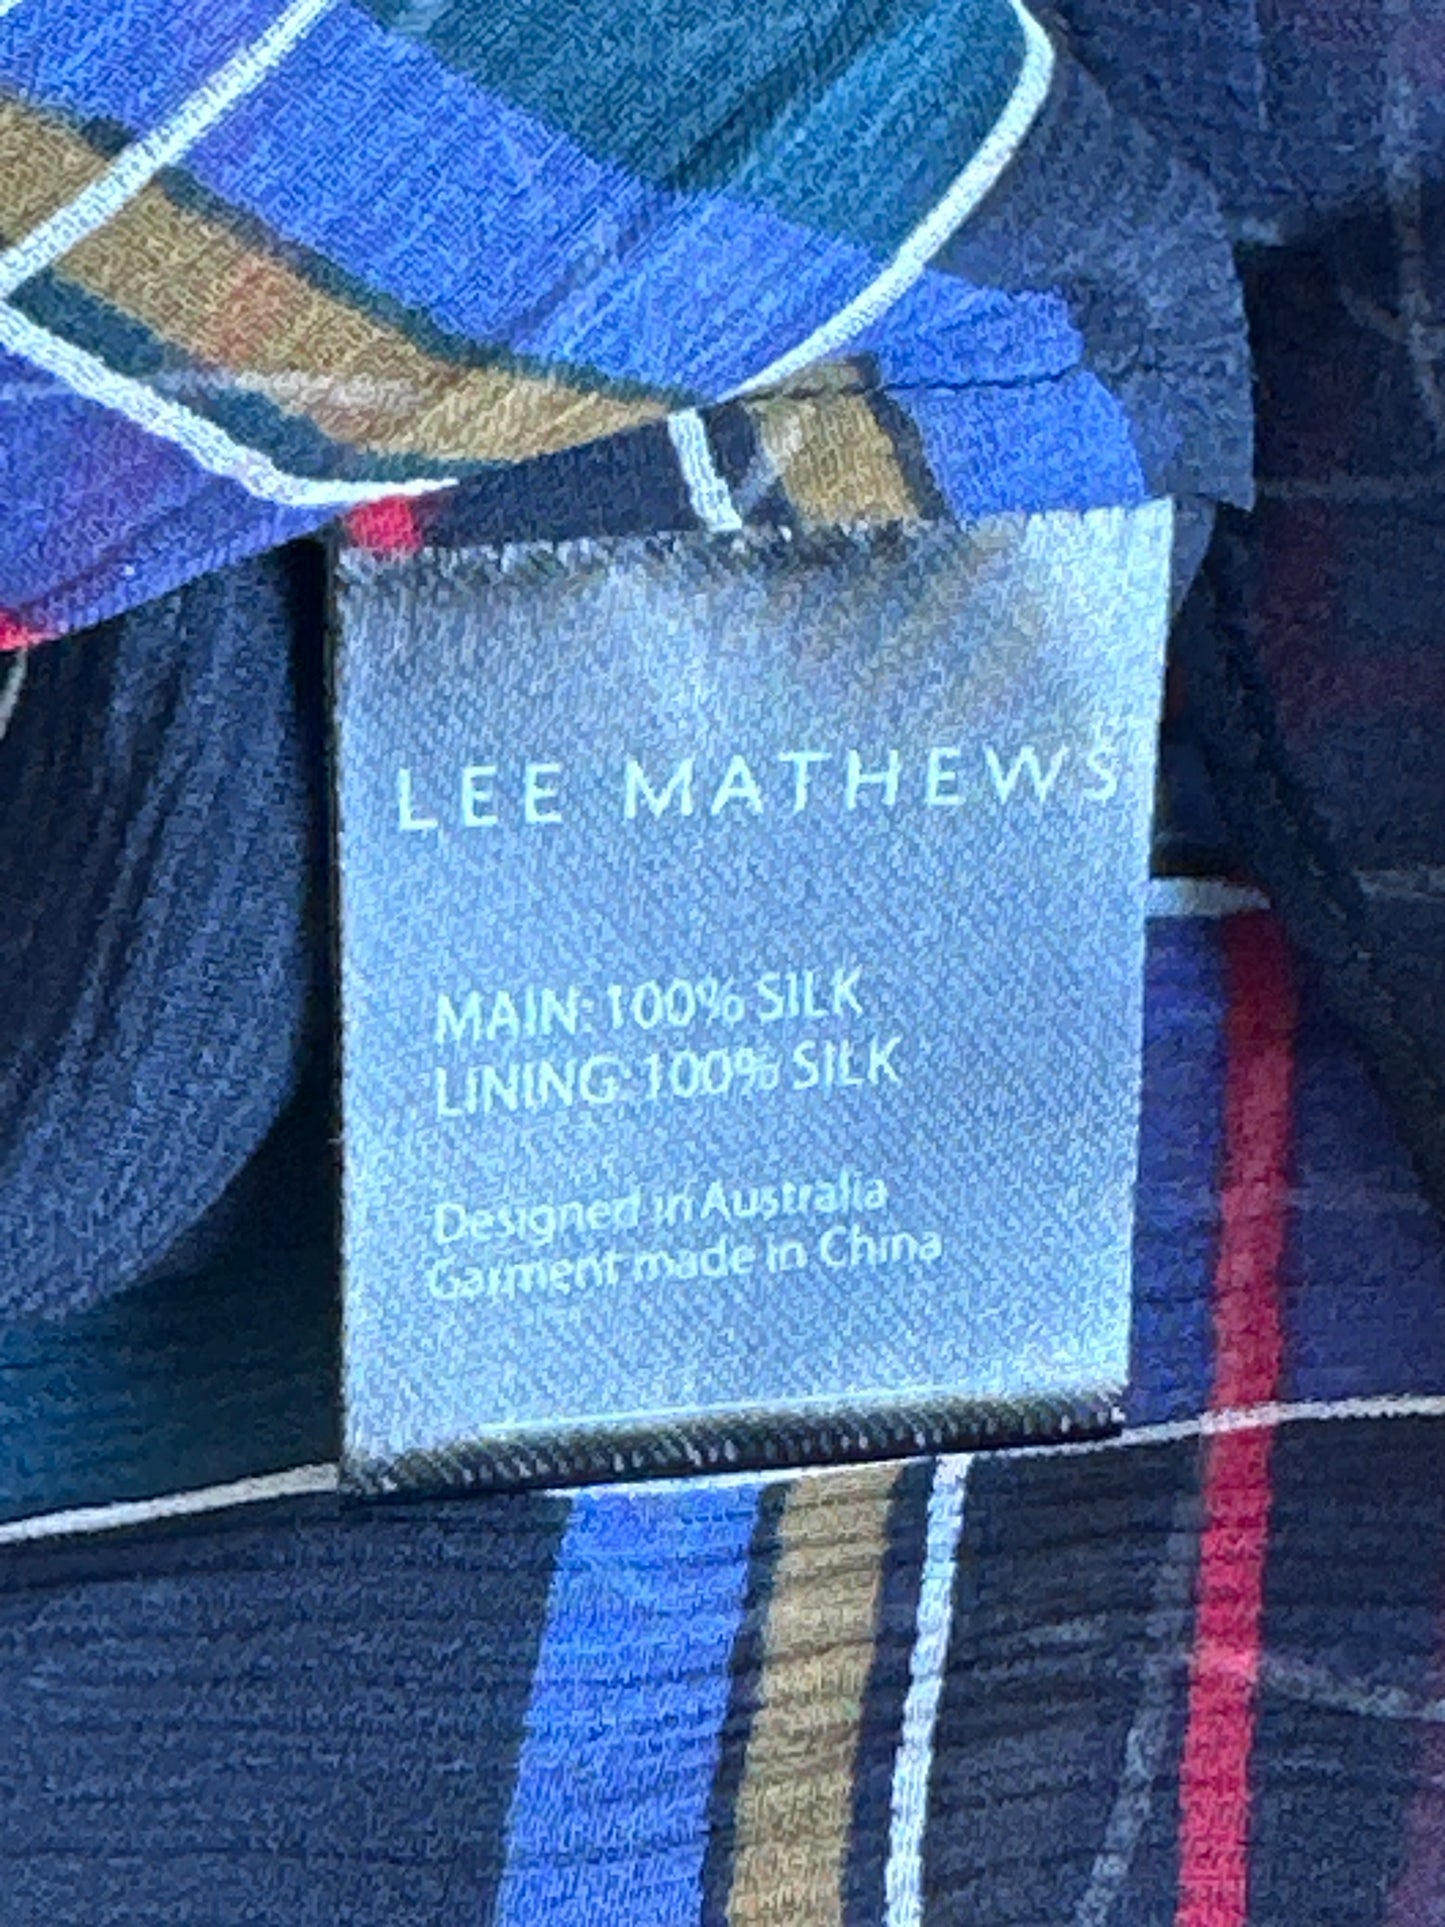 LEE MATHEWS
MAIN: 100% SILK
LINING: 100% SILK
Designed in Australia
Garment made in China